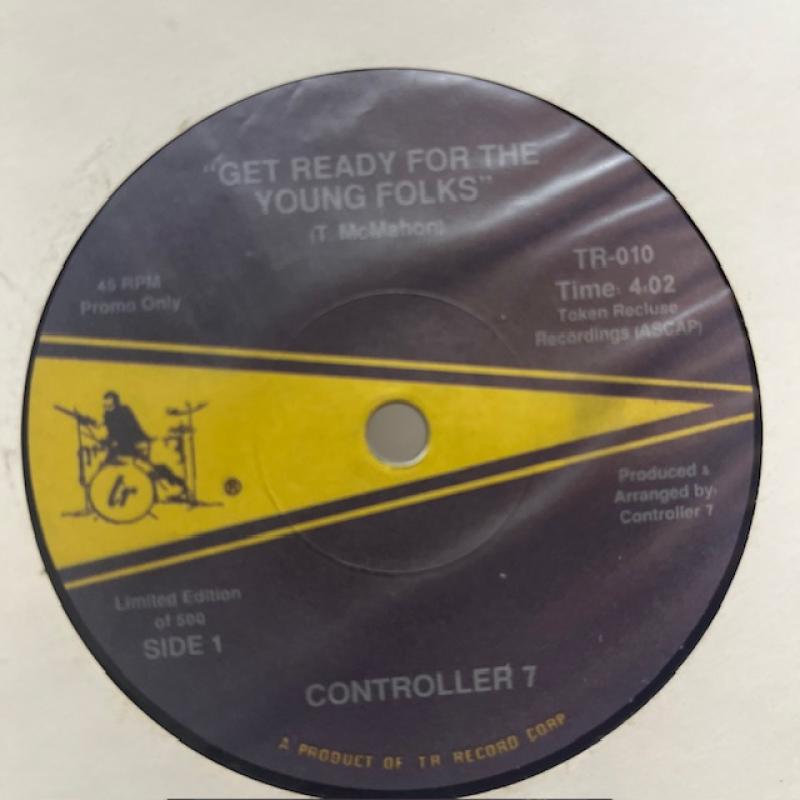 "GET READY FOR THE
YOUNG FOLKS"
(T. McMahon)
45 RPM
Promo Only
TR-010
Time: 4:02
Token Recluse
Recordings (ASCAP)
tr
®
Produced &
Arranged by:
Controller 7
Limited Edition
of 500
SIDE 1
CONTROLLER 7
A PRODUCT OF TR RECORD CORP